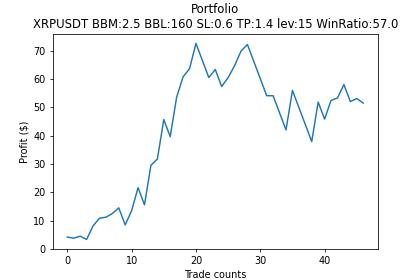 Portfolio
XRPUSDT BBM:2.5 BBL:160 SL:0.6 TP:1.4 lev:15 WinRatio:57.0
Profit ($)
70
60
50
40
30
20
10
0
0 10 20 30 40
Trade counts